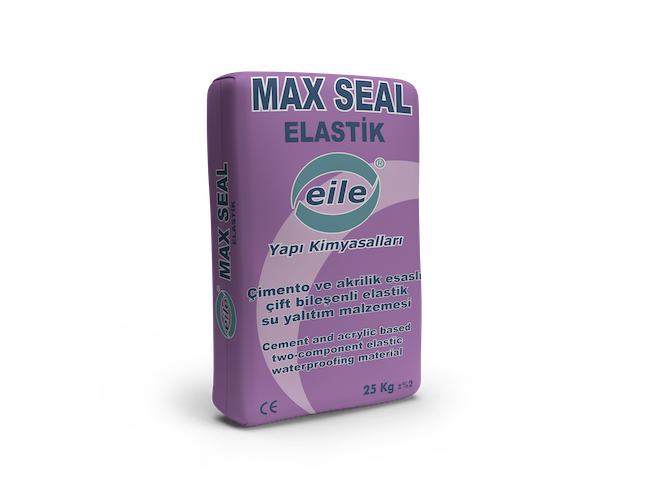 MAX SEAL
ELASTİK
eile®
Yapı Kimyasalları
Çimento ve akrilik esaslı
çift bileşenli elastik
su yalıtım malzemesi
Cement and acrylic based
two-component elastic
waterproofing material
25 Kg ±%2
CE
MAX SEAL
ELASTİK
eile®